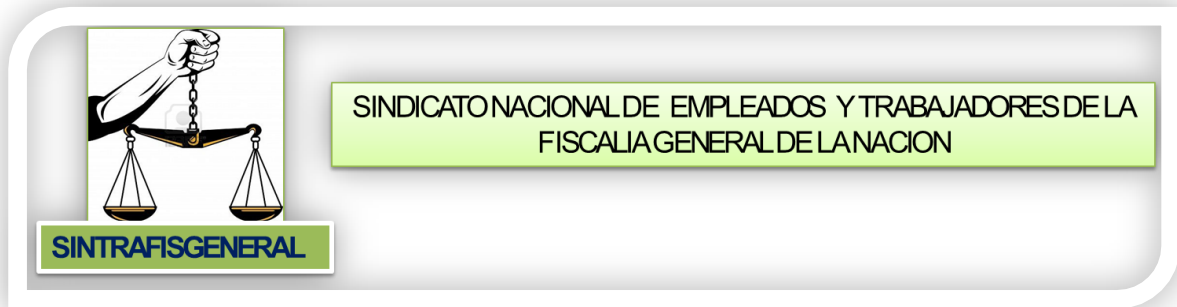 SINDICATO NACIONAL DE EMPLEADOS Y TRABAJADORES DE LA
FISCALIA GENERAL DE LA NACION
SINTRAFISGENERAL